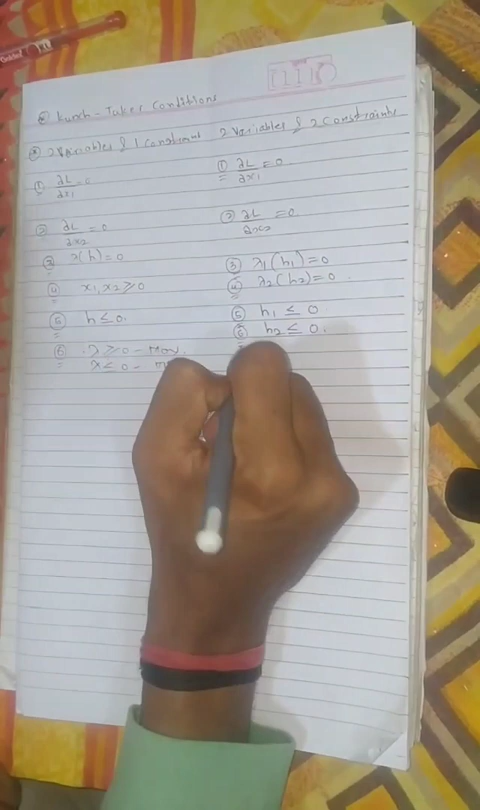 Kuhn-Tuker Conditions
2 Variables & 1 Constraint
① ∂L/∂x1 = 0
② ∂L/∂x2 = 0
③ λ(h) = 0
④ x1, x2 ≥ 0
⑤ h ≤ 0.
⑥ λ ≥ 0 - Max.
λ ≤ 0 -
2 Variables & 2 Constraints
① ∂L/∂x1 = 0
② ∂L/∂x2 = 0
③ λ1(h1) = 0
④ λ2(h2) = 0
⑤ h1 ≤ 0
⑥ h2 ≤ 0.